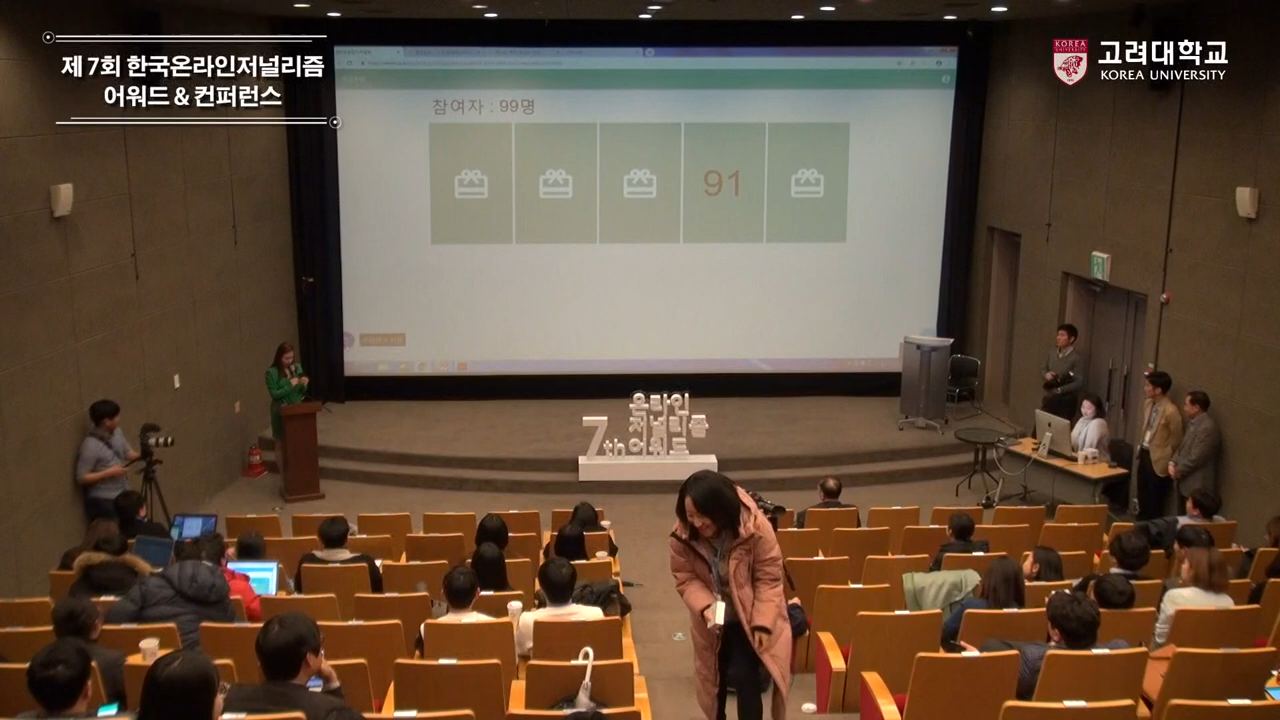 제 7회 한국온라인저널리즘
어워드 & 컨퍼런스
KOREA
고려대학교
KOREA UNIVERSITY
참여자 : 99명
91
7th
온라인
저널리즘
어워드